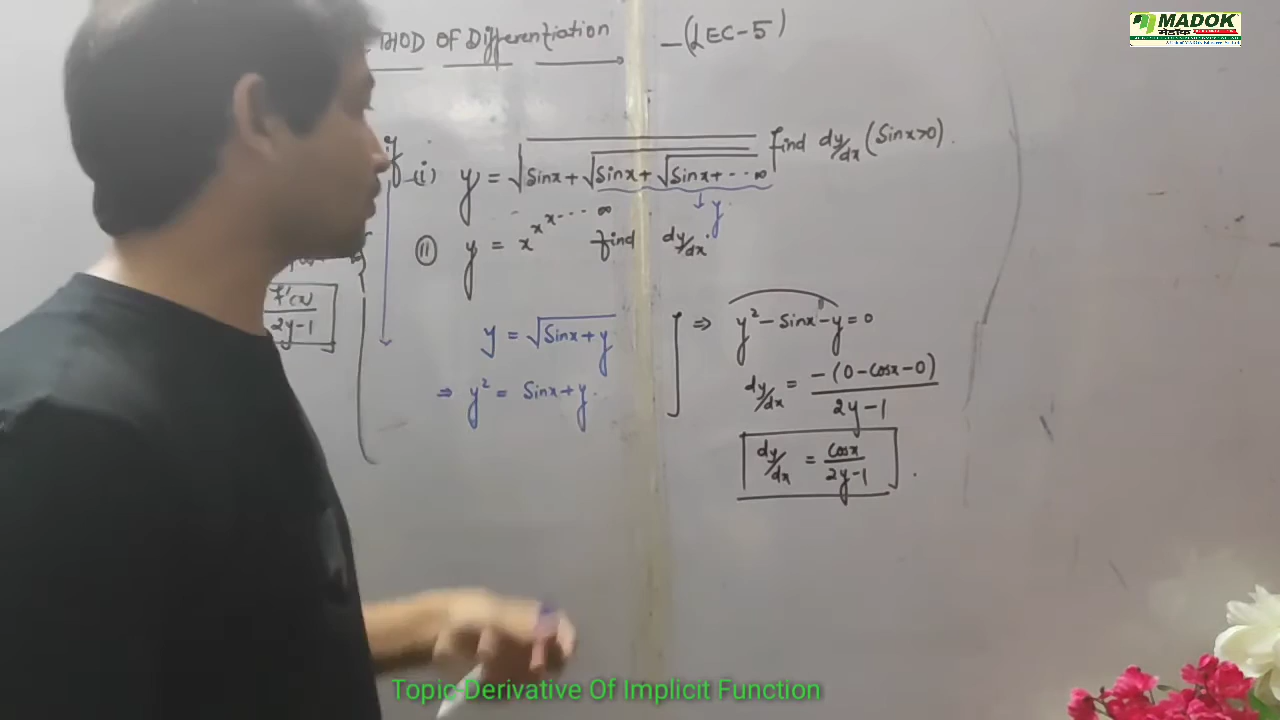 MADOK
THOD OF Differentiation – (LEC-5)
If (i) y = √Sinx + √Sinx + √Sinx + ... ∞ find dy/dx (Sinx>0).
↓ y
(ii) y = x^x^x... ∞ find dy/dx.
f'(x)/2y-1
y = √Sinx + y ] ⇒ y² – Sinx – y = 0
⇒ y² = Sinx + y.
dy/dx = –(0 – Cosx – 0)/2y – 1
dy/dx = Cosx/2y-1 .
Topic-Derivative Of Implicit Function